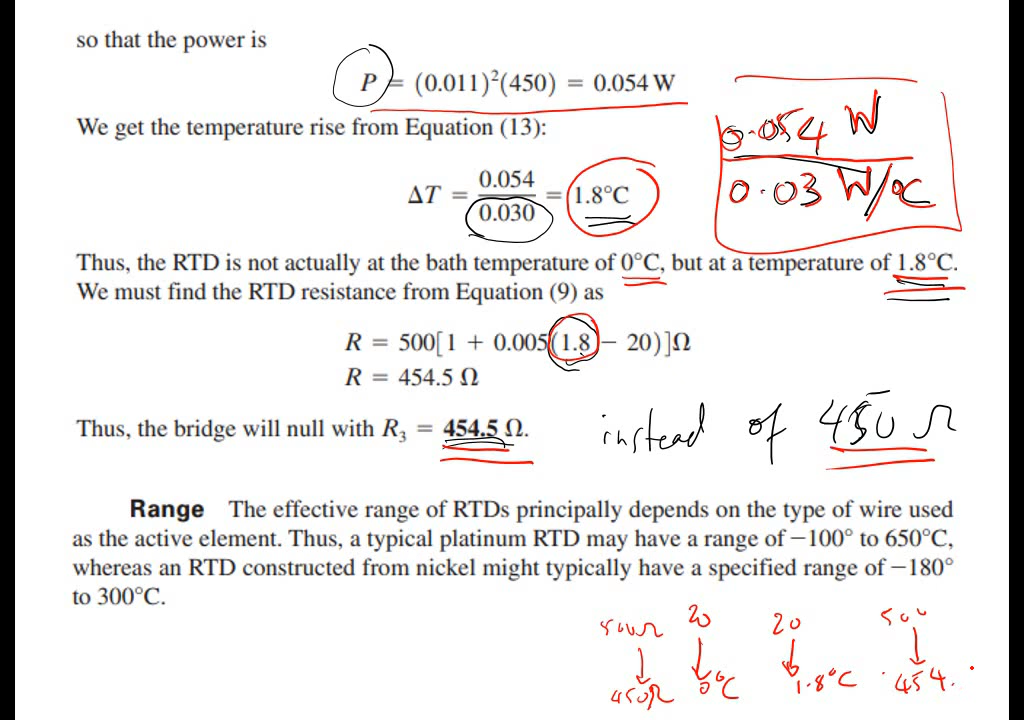 so that the power is
P = (0.011)²(450) = 0.054 W
We get the temperature rise from Equation (13):
0.054 W
0.03 W/°C
ΔT = 0.054 / 0.030 = 1.8°C
Thus, the RTD is not actually at the bath temperature of 0°C, but at a temperature of 1.8°C.
We must find the RTD resistance from Equation (9) as
R = 500[1 + 0.005(1.8 − 20)]Ω
R = 454.5 Ω
Thus, the bridge will null with R₃ = 454.5 Ω. instead of 450 Ω
Range The effective range of RTDs principally depends on the type of wire used
as the active element. Thus, a typical platinum RTD may have a range of −100° to 650°C,
whereas an RTD constructed from nickel might typically have a specified range of −180°
to 300°C.
500Ω 20 20 500
↓ ↓ ↓ ↓
450Ω 0°C 1.8°C 454.